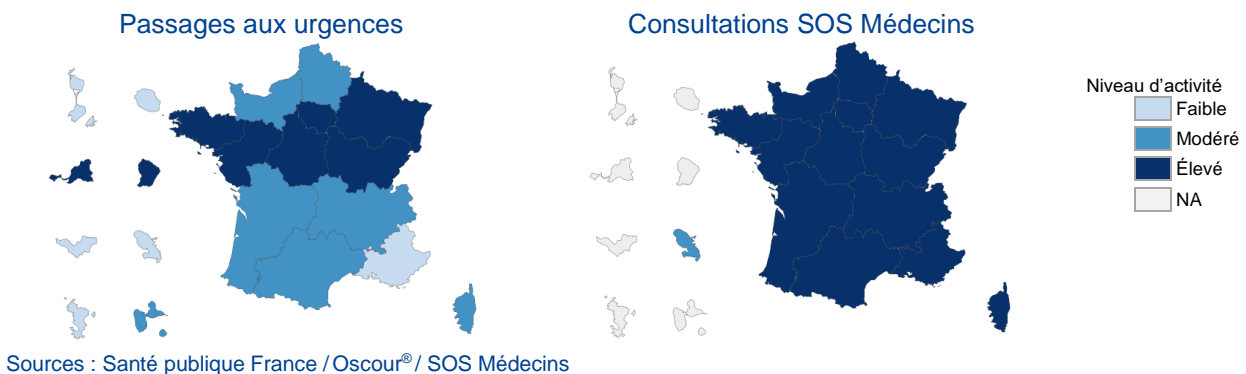 Passages aux urgences
Consultations SOS Médecins
Niveau d'activité
Faible
Modéré
Élevé
NA
Sources : Santé publique France / Oscour® / SOS Médecins